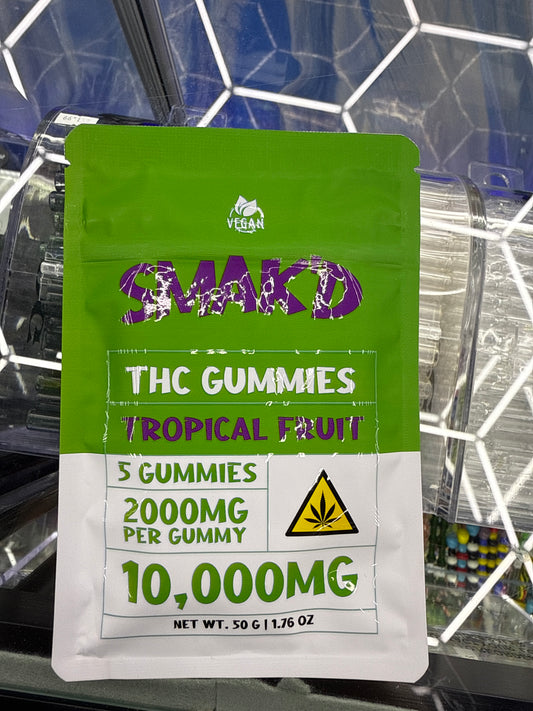 VEGAN
SMAK'D
THC GUMMIES
TROPICAL FRUIT
5 GUMMIES
2000MG
PER GUMMY
10,000MG
NET WT. 50 G | 1.76 OZ